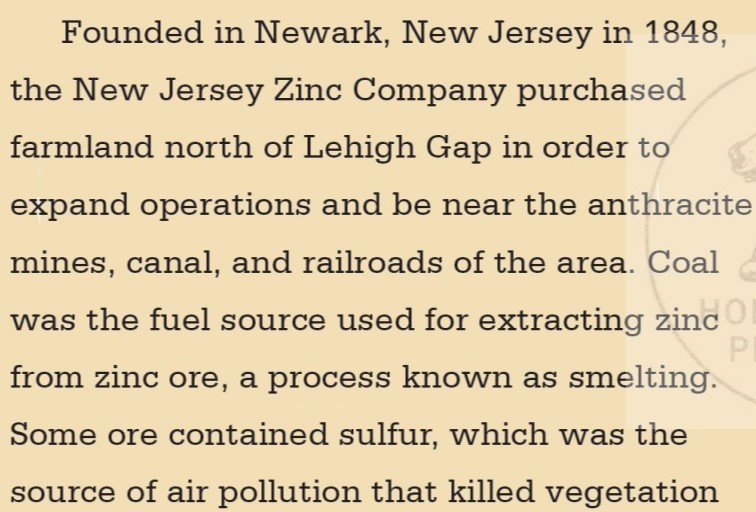 Founded in Newark, New Jersey in 1848,
the New Jersey Zinc Company purchased
farmland north of Lehigh Gap in order to
expand operations and be near the anthracite
mines, canal, and railroads of the area. Coal
was the fuel source used for extracting zinc
from zinc ore, a process known as smelting.
Some ore contained sulfur, which was the
source of air pollution that killed vegetation